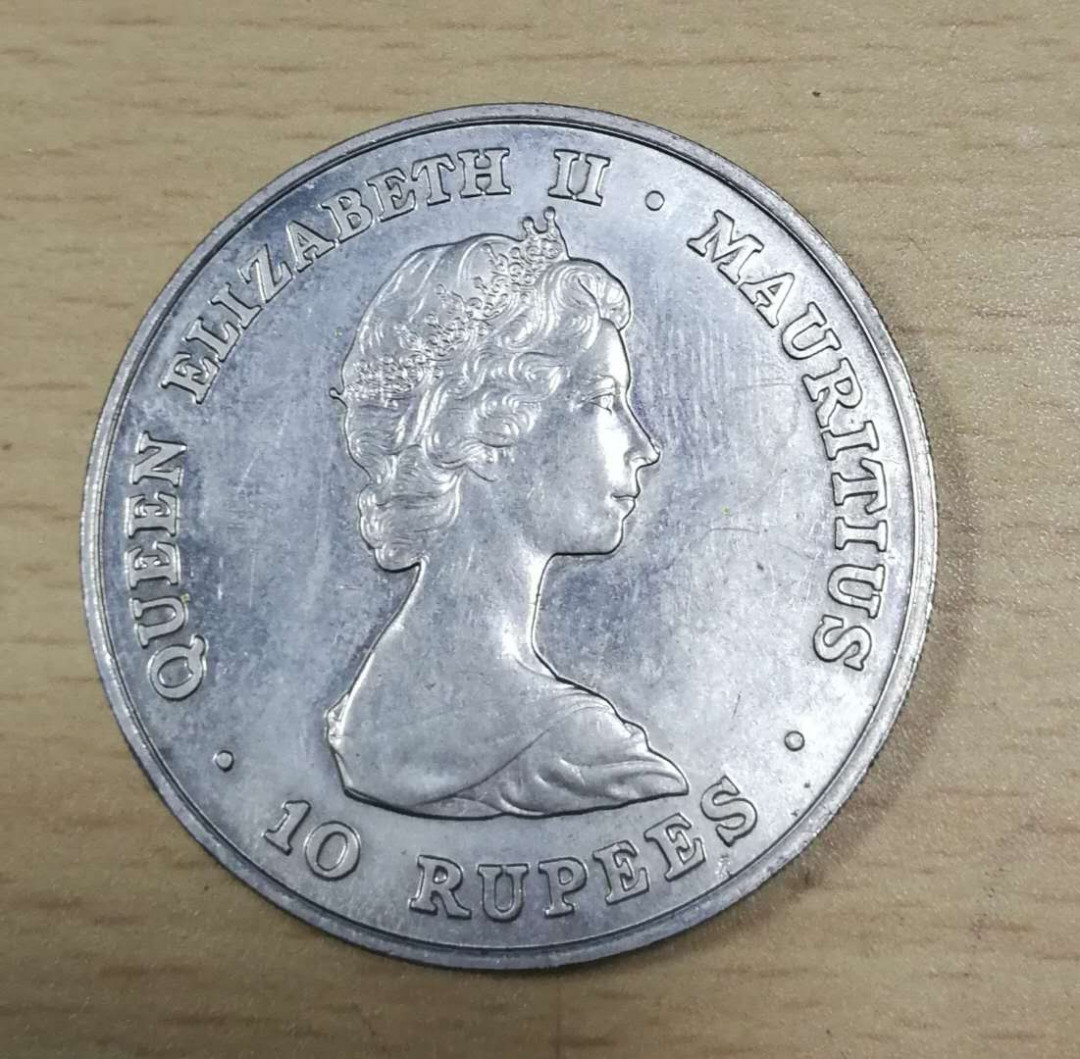 QUEEN ELIZABETH II · MAURITIUS
· 10 RUPEES ·